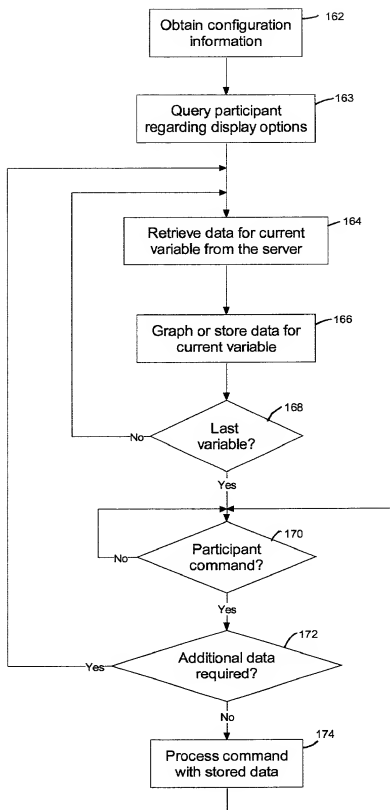 Obtain configuration
information
162
Query participant
regarding display options
163
Retrieve data for current
variable from the server
164
Graph or store data for
current variable
166
Last
variable?
168
No
Yes
Participant
command?
170
No
Yes
Additional data
required?
172
Yes
No
Process command
with stored data
174